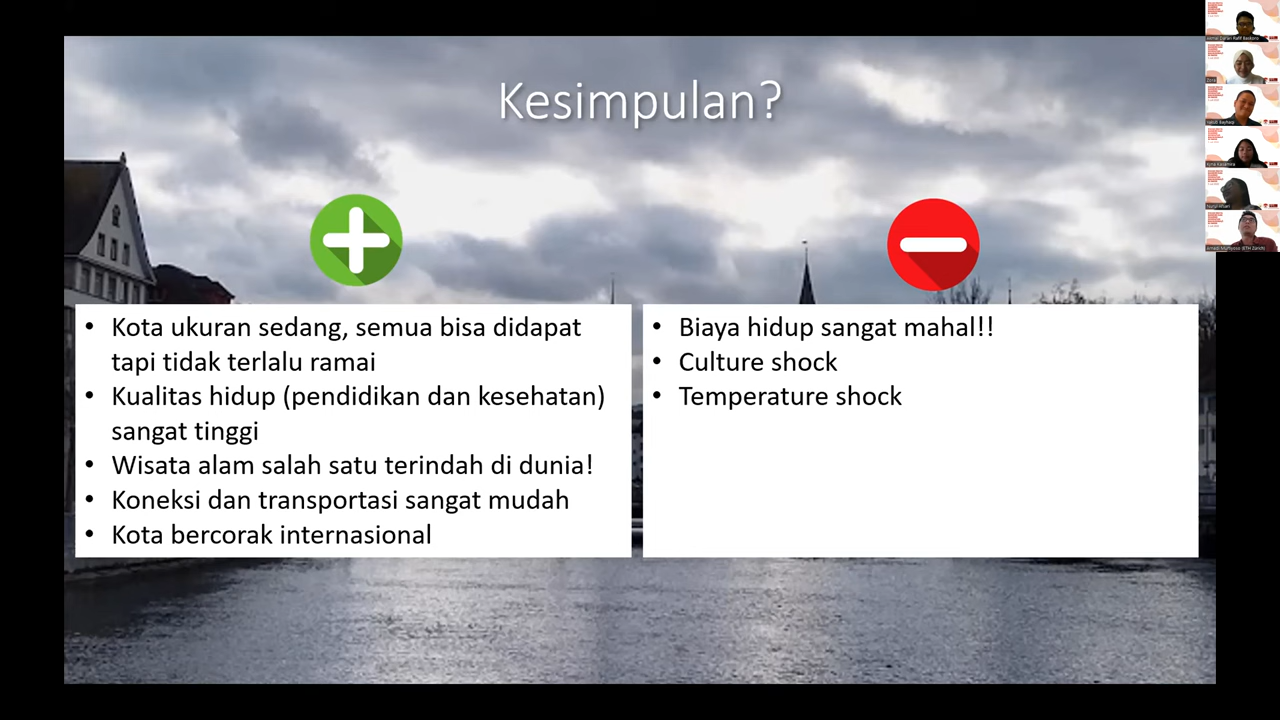 Kesimpulan?
• Kota ukuran sedang, semua bisa didapat
tapi tidak terlalu ramai
• Kualitas hidup (pendidikan dan kesehatan)
sangat tinggi
• Wisata alam salah satu terindah di dunia!
• Koneksi dan transportasi sangat mudah
• Kota bercorak internasional
• Biaya hidup sangat mahal!!
• Culture shock
• Temperature shock